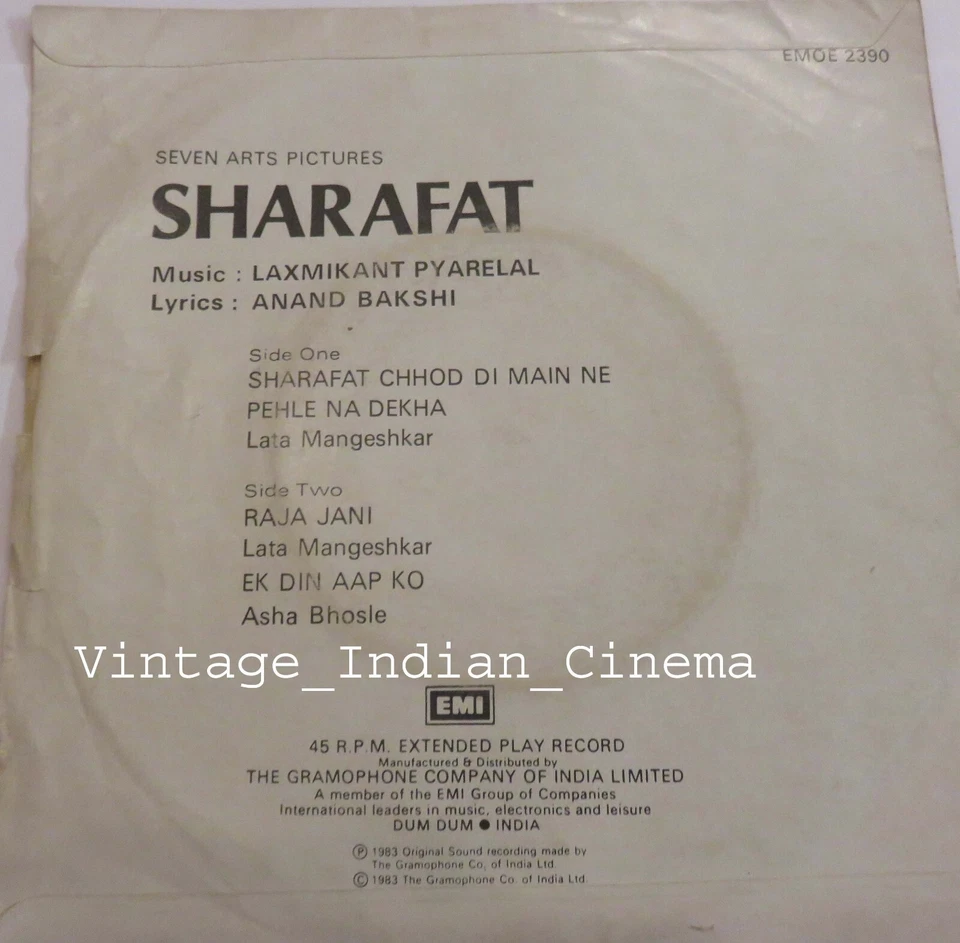 EMOE 2390
SEVEN ARTS PICTURES
SHARAFAT
Music : LAXMIKANT PYARELAL
Lyrics : ANAND BAKSHI
Side One
SHARAFAT CHHOD DI MAIN NE
PEHLE NA DEKHA
Lata Mangeshkar
Side Two
RAJA JANI
Lata Mangeshkar
EK DIN AAP KO
Asha Bhosle
Vintage_Indian_Cinema
EMI
45 R.P.M. EXTENDED PLAY RECORD
Manufactured & Distributed by
THE GRAMOPHONE COMPANY OF INDIA LIMITED
A member of the EMI Group of Companies
International leaders in music, electronics and leisure
DUM DUM ● INDIA
Ⓟ 1983 Original Sound recording made by
The Gramophone Co. of India Ltd.
© 1983 The Gramophone Co. of India Ltd.